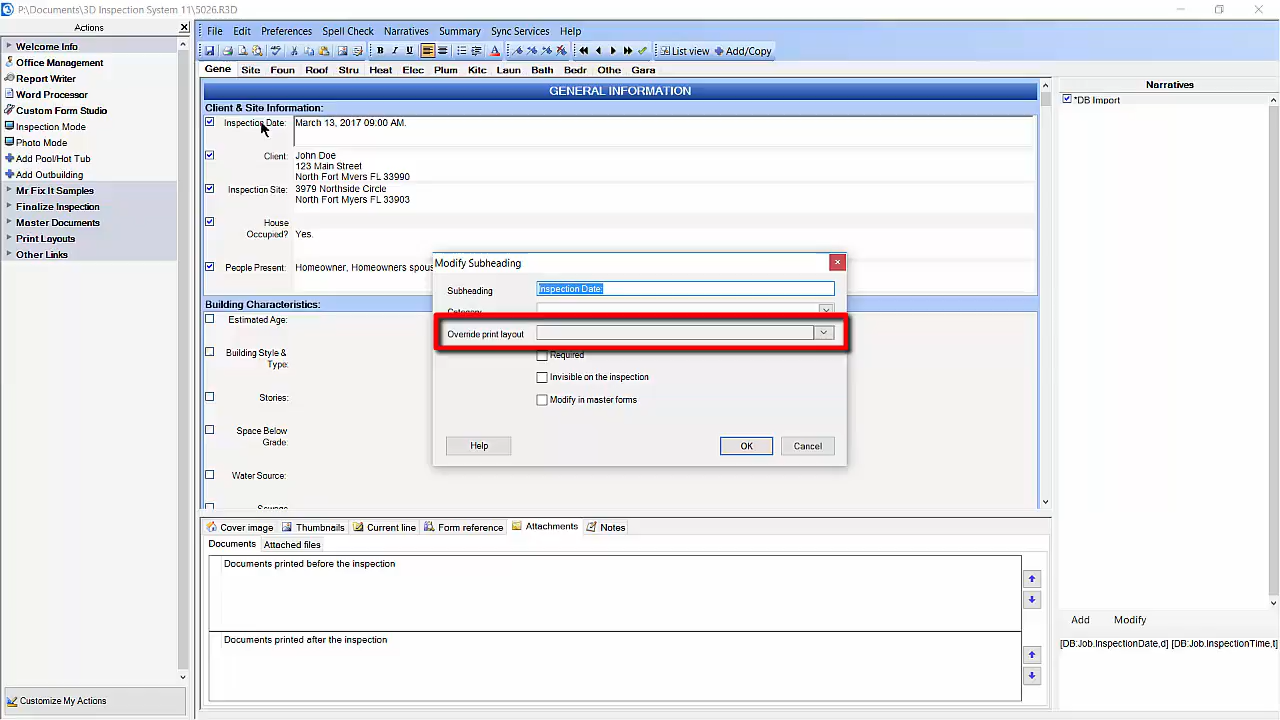 P:\Documents\3D Inspection System 11\5026.R3D
Actions
Welcome Info
Office Management
Report Writer
Word Processor
Custom Form Studio
Inspection Mode
Photo Mode
Add Pool/Hot Tub
Add Outbuilding
Mr Fix It Samples
Finalize Inspection
Master Documents
Print Layouts
Other Links
Customize My Actions
File Edit Preferences Spell Check Narratives Summary Sync Services Help
B I U A List view Add/Copy
Gene Site Foun Roof Stru Heat Elec Plum Kitc Laun Bath Bedr Othe Gara
GENERAL INFORMATION
Client & Site Information:
Inspection Date: March 13, 2017 09:00 AM.
Client: John Doe
123 Main Street
North Fort Myers FL 33990
Inspection Site: 3979 Northside Circle
North Fort Myers FL 33903
House
Occupied? Yes.
People Present: Homeowner, Homeowners spous
Building Characteristics:
Estimated Age:
Building Style &
Type:
Stories:
Space Below
Grade:
Water Source:
Sewage
Modify Subheading
Subheading Inspection Date:
Category
Override print layout
Required
Invisible on the inspection
Modify in master forms
Help OK Cancel
Cover image Thumbnails Current line Form reference Attachments Notes
Documents Attached files
Documents printed before the inspection
Documents printed after the inspection
Narratives
*DB Import
Add Modify
[DB:Job.InspectionDate,d] [DB:Job.InspectionTime,t]